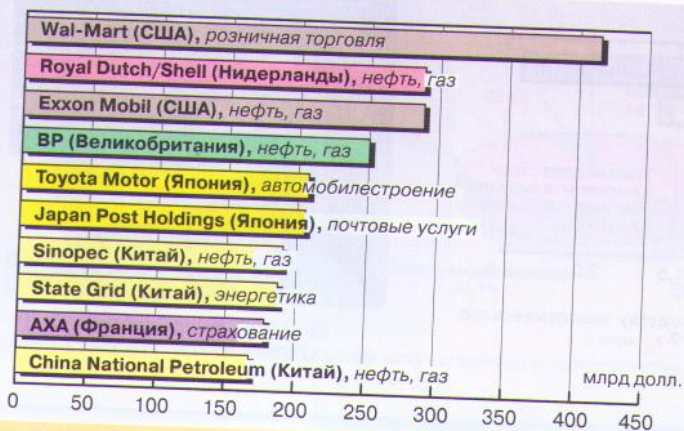 Wal-Mart (США), розничная торговля
Royal Dutch/Shell (Нидерланды), нефть, газ
Exxon Mobil (США), нефть, газ
BP (Великобритания), нефть, газ
Toyota Motor (Япония), автомобилестроение
Japan Post Holdings (Япония), почтовые услуги
Sinopec (Китай), нефть, газ
State Grid (Китай), энергетика
AXA (Франция), страхование
China National Petroleum (Китай), нефть, газ
млрд долл.
0 50 100 150 200 250 300 350 400 450